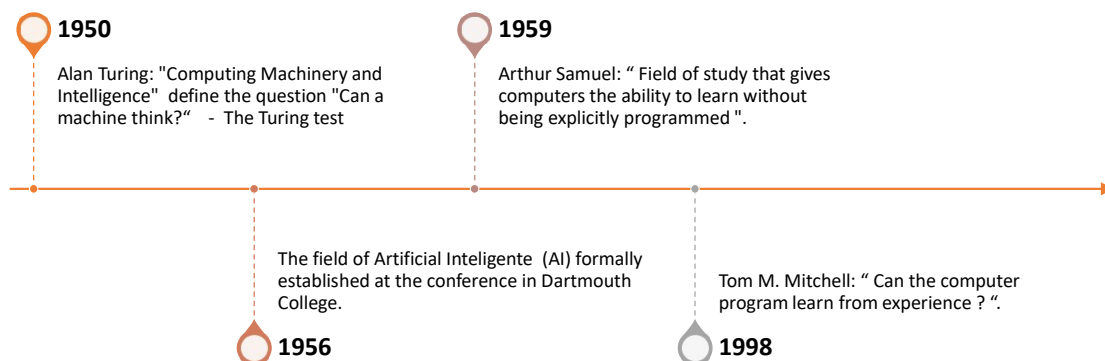 1950
Alan Turing: "Computing Machinery and
Intelligence"  define the question "Can a
machine think?“   -  The Turing test
1959
Arthur Samuel: “ Field of study that gives
computers the ability to learn without
being explicitly programmed ".
The field of Artificial Inteligente  (AI) formally
established at the conference in Dartmouth
College.
1956
Tom M. Mitchell: “ Can the computer
program learn from experience ? “.
1998